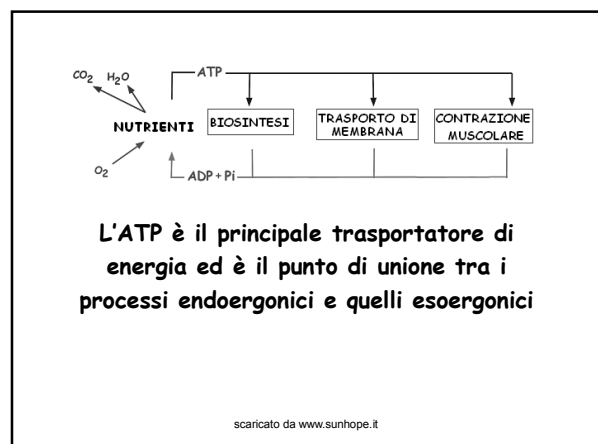 CO2 H2O ATP
NUTRIENTI BIOSINTESI TRASPORTO DI MEMBRANA CONTRAZIONE MUSCOLARE
O2 ADP + Pi
L'ATP è il principale trasportatore di
energia ed è il punto di unione tra i
processi endoergonici e quelli esoergonici
scaricato da www.sunhope.it